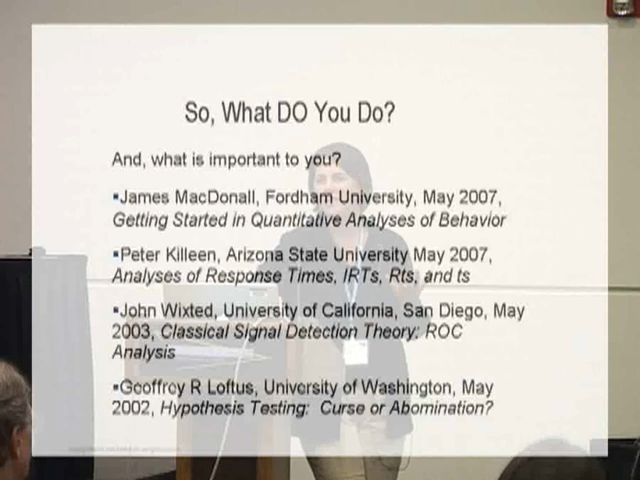 So, What DO You Do?
And, what is important to you?
▪James MacDonall, Fordham University, May 2007,
Getting Started in Quantitative Analyses of Behavior
▪Peter Killeen, Arizona State University May 2007,
Analyses of Response Times, IRTs, Rts, and ts
▪John Wixted, University of California, San Diego, May
2003, Classical Signal Detection Theory: ROC
Analysis
▪Geoffrey R Loftus, University of Washington, May
2002, Hypothesis Testing: Curse or Abomination?